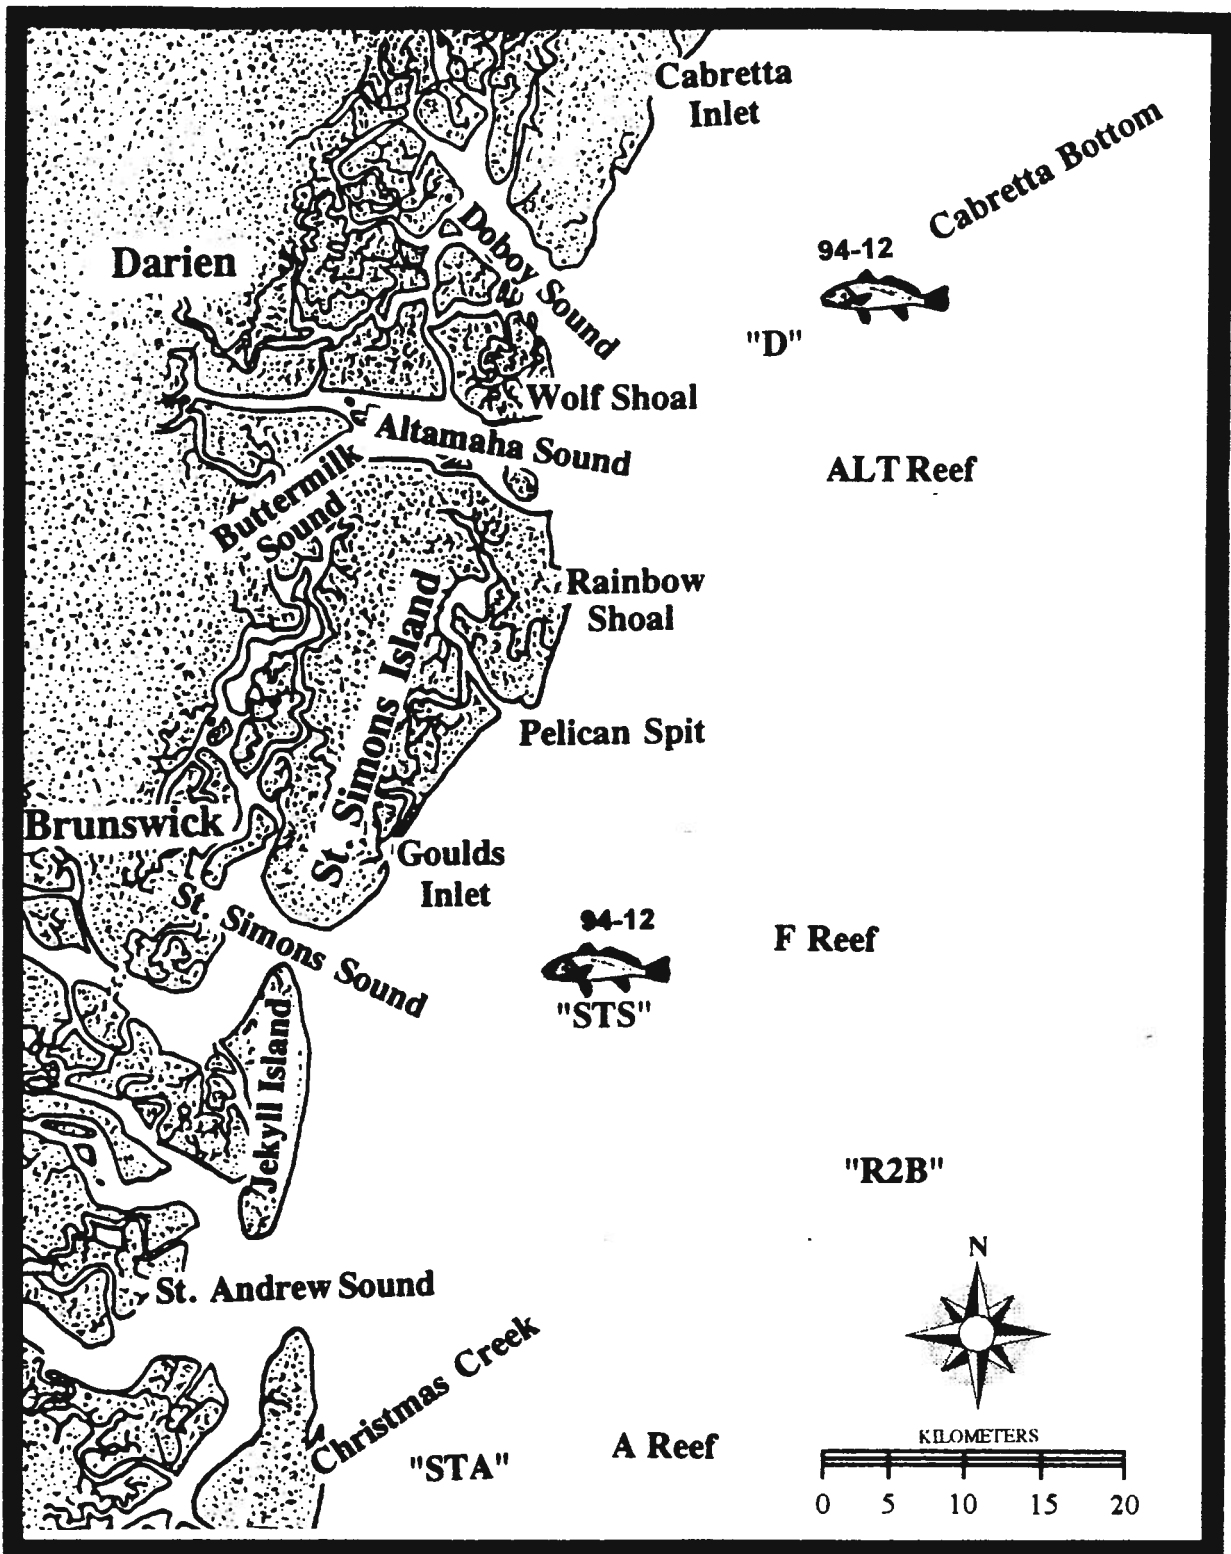 Cabretta
Inlet
Cabretta Bottom
Doboy Sound
Darien
94-12
"D"
Wolf Shoal
Altamaha Sound
ALT Reef
Buttermilk
Sound
Rainbow
Shoal
St. Simons Island
Pelican Spit
Brunswick
Goulds
Inlet
St. Simons Sound
94-12
"STS"
F Reef
Jekyll Island
"R2B"
N
St. Andrew Sound
Christmas Creek
"STA"
A Reef
KILOMETERS
0 5 10 15 20